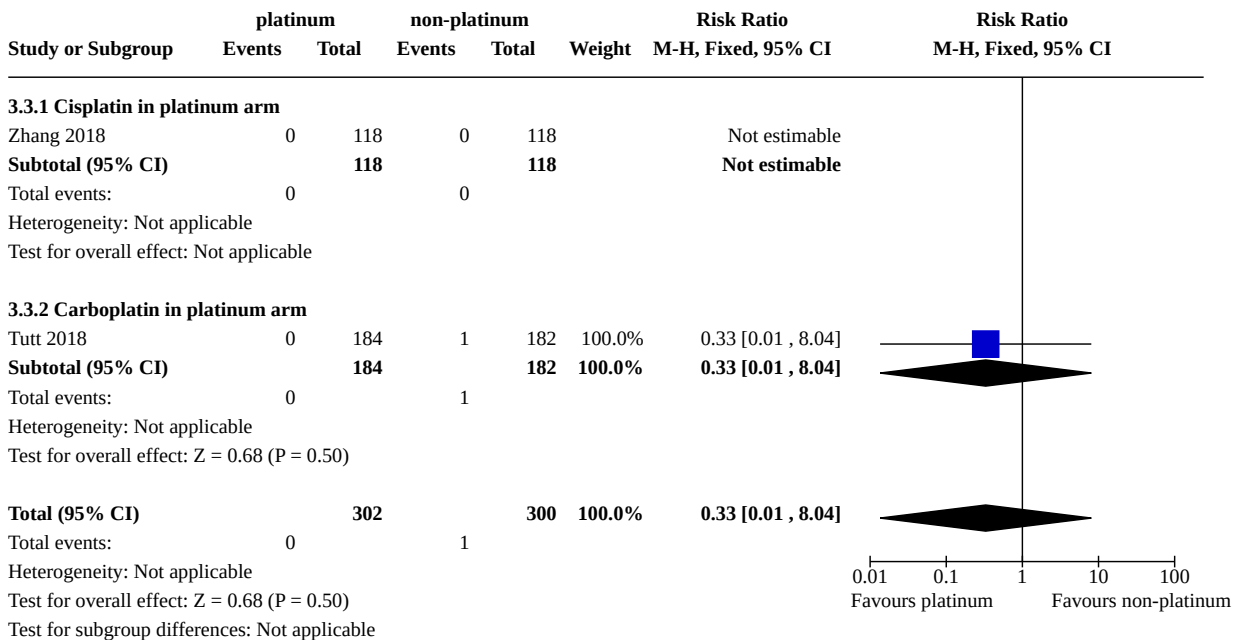 platinum non-platinum Risk Ratio Risk Ratio
Study or Subgroup Events Total Events Total Weight M-H, Fixed, 95% CI M-H, Fixed, 95% CI
3.3.1 Cisplatin in platinum arm
Zhang 2018 0 118 0 118 Not estimable
Subtotal (95% CI) 118 118 Not estimable
Total events: 0 0
Heterogeneity: Not applicable
Test for overall effect: Not applicable
3.3.2 Carboplatin in platinum arm
Tutt 2018 0 184 1 182 100.0% 0.33 [0.01 , 8.04]
Subtotal (95% CI) 184 182 100.0% 0.33 [0.01 , 8.04]
Total events: 0 1
Heterogeneity: Not applicable
Test for overall effect: Z = 0.68 (P = 0.50)
Total (95% CI) 302 300 100.0% 0.33 [0.01 , 8.04]
Total events: 0 1
Heterogeneity: Not applicable 0.01 0.1 1 10 100
Test for overall effect: Z = 0.68 (P = 0.50) Favours platinum Favours non-platinum
Test for subgroup differences: Not applicable